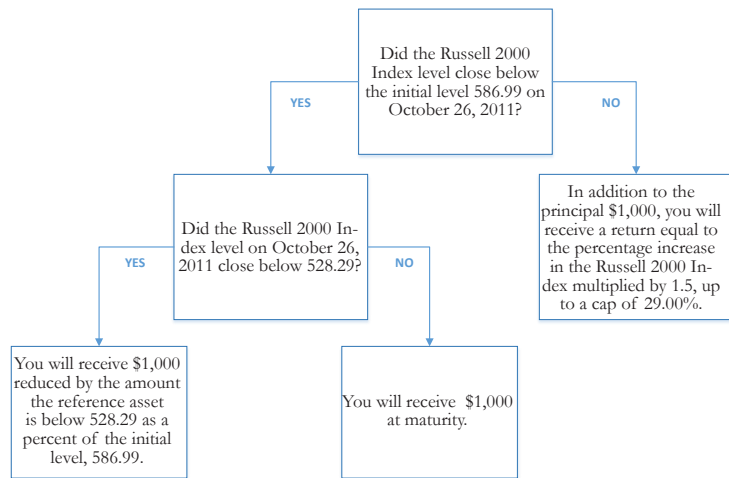 Did the Russell 2000
Index level close below
the initial level 586.99 on
October 26, 2011?
YES
NO
Did the Russell 2000 In-
dex level on October 26,
2011 close below 528.29?
In addition to the
principal $1,000, you will
receive a return equal to
the percentage increase
in the Russell 2000 In-
dex multiplied by 1.5, up
to a cap of 29.00%.
YES
NO
You will receive $1,000
reduced by the amount
the reference asset
is below 528.29 as a
percent of the initial
level, 586.99.
You will receive $1,000
at maturity.